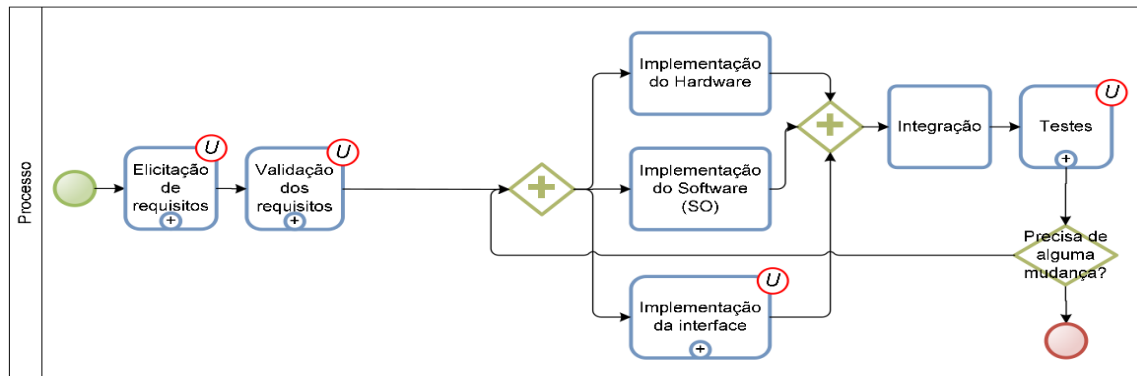 Processo
Elicitação
de
requisitos
U
Validação
dos
requisitos
U
Implementação
do Hardware
Implementação
do Software
(SO)
Implementação
da interface
U
Integração
Testes
U
Precisa de
alguma
mudança?